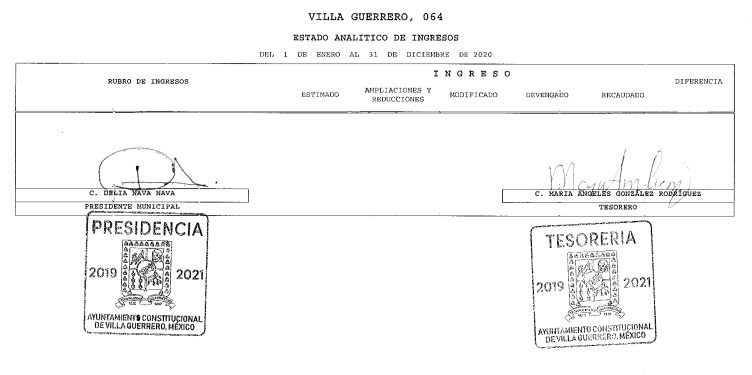 VILLA GUERRERO, 064
ESTADO ANALITICO DE INGRESOS
DEL 1 DE ENERO AL 31 DE DICIEMBRE DE 2020
RUBRO DE INGRESOS
I N G R E S O
DIFERENCIA
ESTIMADO
AMPLIACIONES Y
REDUCCIONES
MODIFICADO
DEVENGADO
RECAUDADO
C. DELIA NAVA NAVA
PRESIDENTE MUNICIPAL
C. MARIA ANGELES GONZÁLEZ RODRÍGUEZ
TESORERO
PRESIDENCIA
2019 2021
AYUNTAMIENTO CONSTITUCIONAL
DE VILLA GUERRERO, MÉXICO
TESORERIA
2019 2021
AYUNTAMIENTO CONSTITUCIONAL
DE VILLA GUERRERO, MÉXICO